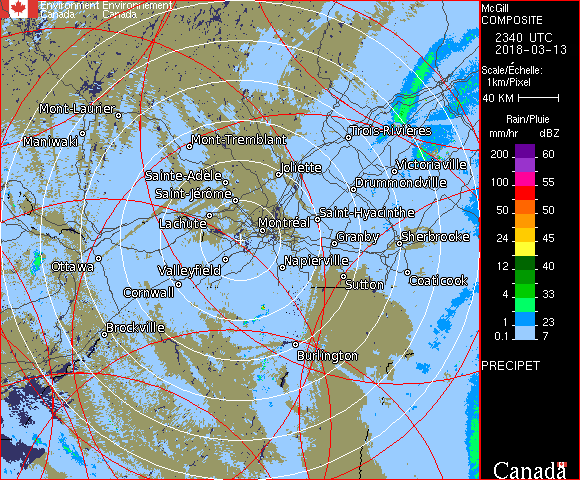 Environment Environnement
Canada Canada
McGill
COMPOSITE
2340 UTC
2018-03-13
Scale/Échelle:
1km/Pixel
40 KM
Rain/Pluie
mm/hr dBZ
200 60
100 55
50 50
24 45
12 40
4 33
1 23
0.1 7
PRECIPET
Canada
Mont-Laurier
Maniwaki
Mont-Tremblant
Trois-Rivières
Joliette
Victoriaville
Sainte-Adèle
Drummondville
Saint-Jérôme
Lachute
Saint-Hyacinthe
Montréal
Granby
Sherbrooke
Ottawa
Valleyfield
Napierville
Cornwall
Sutton
Coaticook
Brockville
Burlington